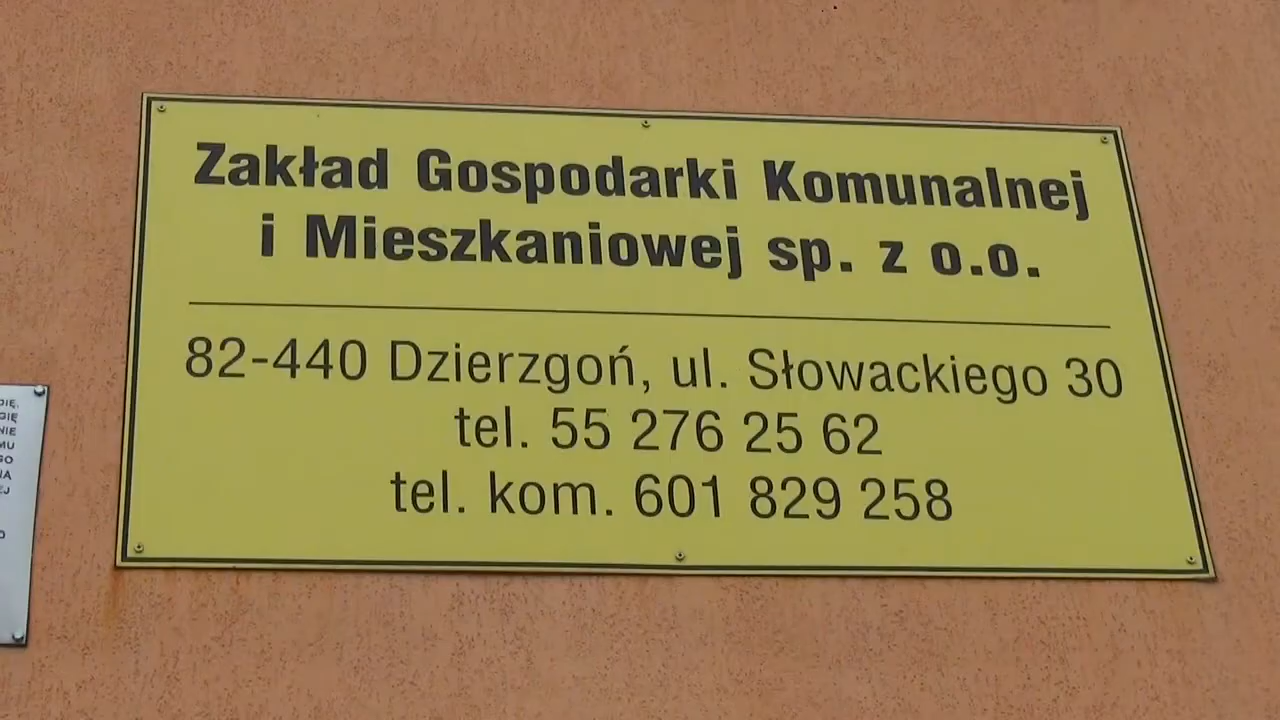 Zakład Gospodarki Komunalnej
i Mieszkaniowej sp. z o.o.
82-440 Dzierzgoń, ul. Słowackiego 30
tel. 55 276 25 62
tel. kom. 601 829 258